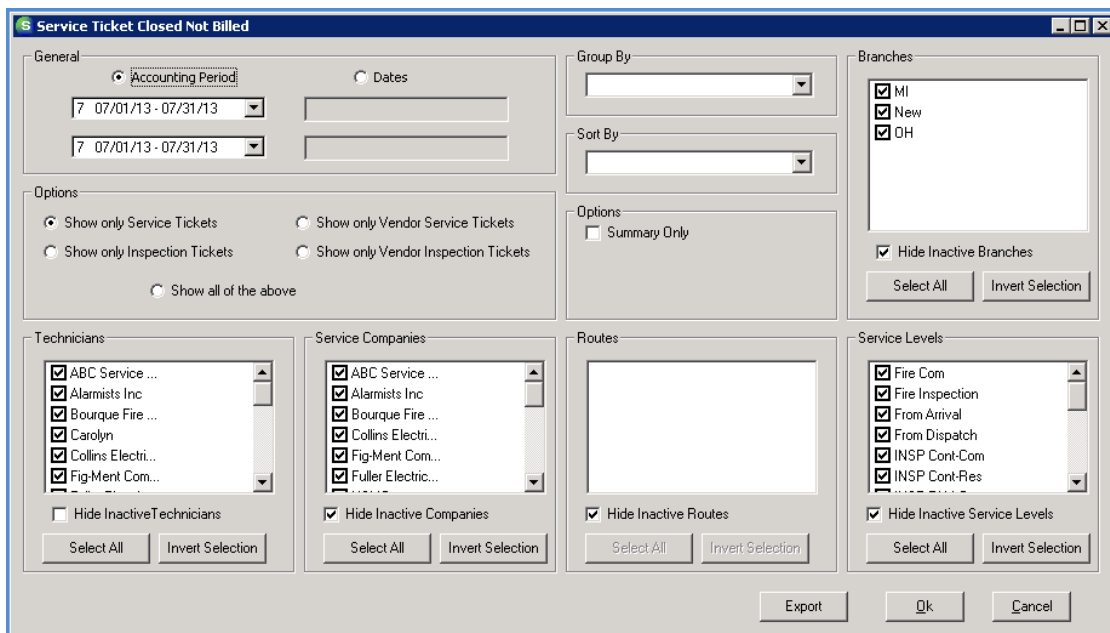 Service Ticket Closed Not Billed
General
Accounting Period
Dates
7 07/01/13 - 07/31/13
7 07/01/13 - 07/31/13
Group By
Sort By
Branches
MI
New
OH
Hide Inactive Branches
Select All
Invert Selection
Options
Show only Service Tickets
Show only Vendor Service Tickets
Show only Inspection Tickets
Show only Vendor Inspection Tickets
Show all of the above
Options
Summary Only
Technicians
ABC Service ...
Alarmists Inc
Bourque Fire ...
Carolyn
Collins Electri...
Fig-Ment Com...
Hide InactiveTechnicians
Select All
Invert Selection
Service Companies
ABC Service ...
Alarmists Inc
Bourque Fire ...
Collins Electri...
Fig-Ment Com...
Fuller Electric...
Hide Inactive Companies
Select All
Invert Selection
Routes
Hide Inactive Routes
Select All
Invert Selection
Service Levels
Fire Com
Fire Inspection
From Arrival
From Dispatch
INSP Cont-Com
INSP Cont-Res
Hide Inactive Service Levels
Select All
Invert Selection
Export
Ok
Cancel